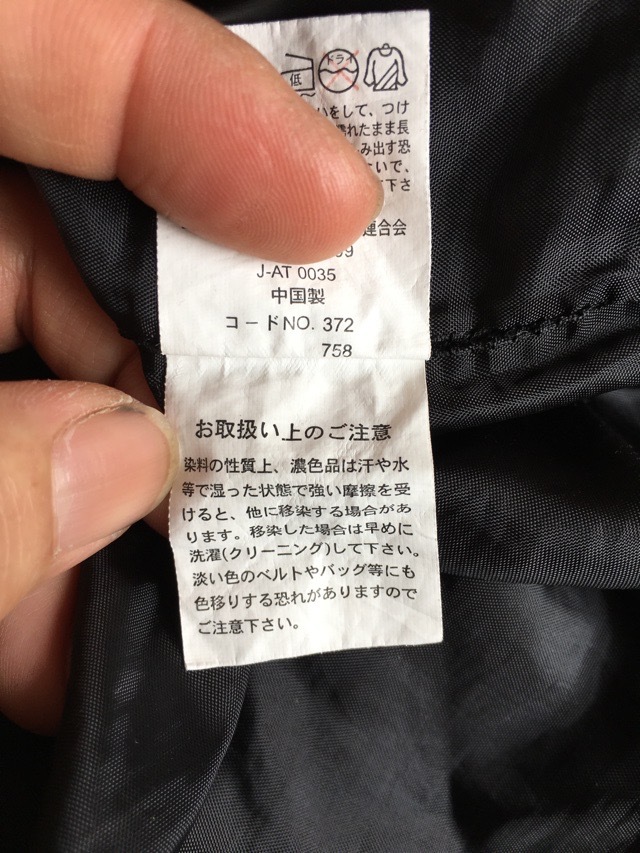 低 ドライ
いをして、つけ
濡れたまま長
み出す恐
いで、
て下さ
連合会
99
J-AT 0035
中国製
コードNO. 372
758
お取扱い上のご注意
染料の性質上、濃色品は汗や水
等で湿った状態で強い摩擦を受
けると、他に移染する場合があ
ります。移染した場合は早めに
洗濯(クリーニング)して下さい。
淡い色のベルトやバッグ等にも
色移りする恐れがありますので
ご注意下さい。